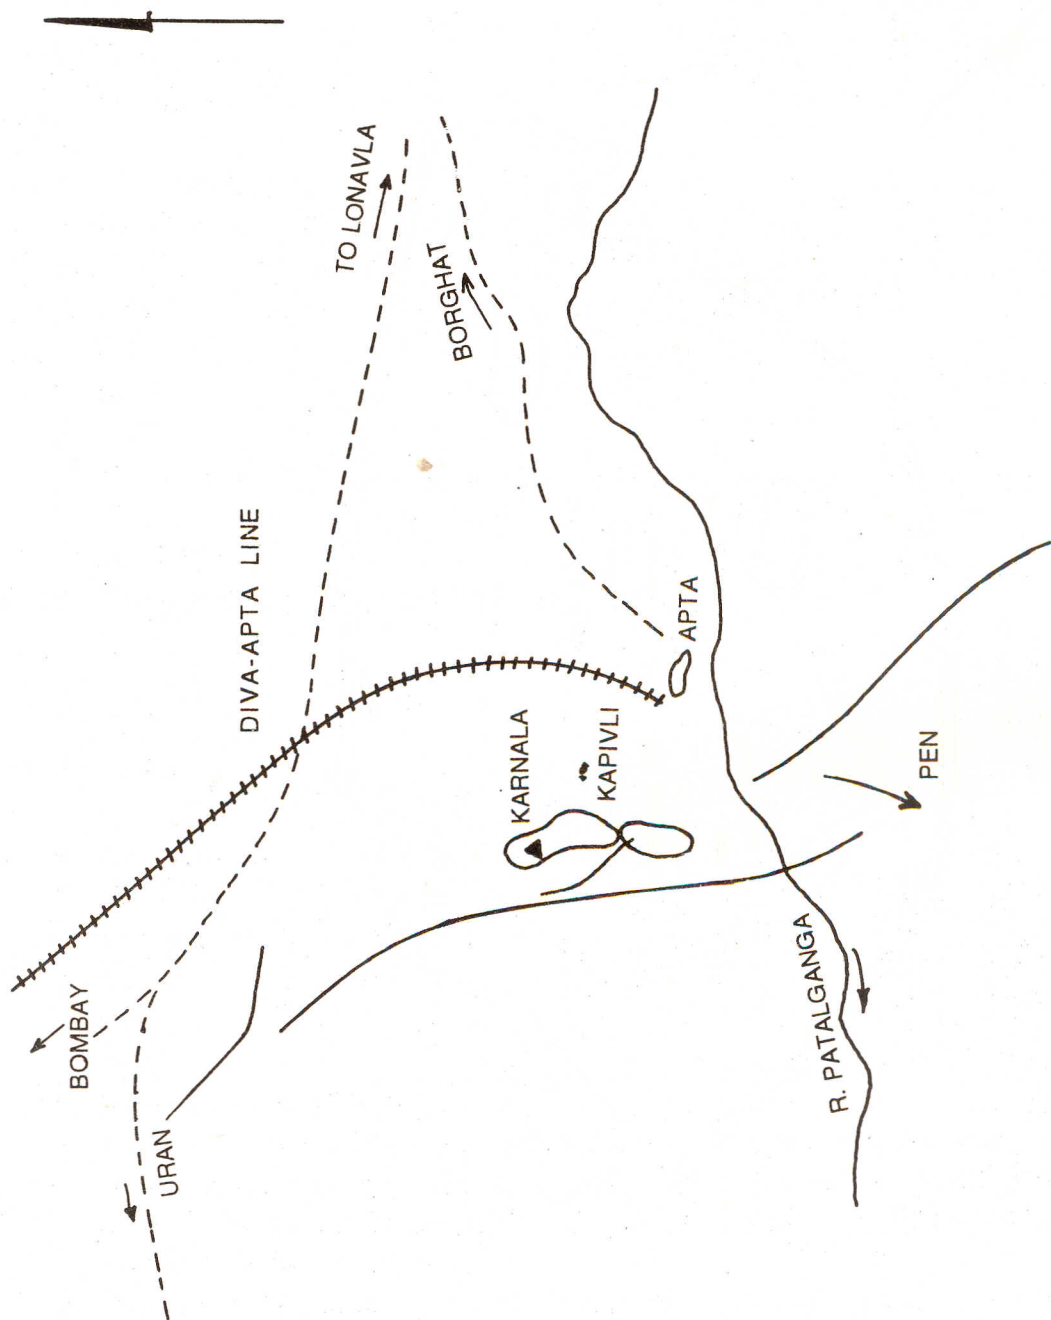 TO LONAVLA
BORGHAT
DIVA-APTA LINE
APTA
KARNALA
KAPIVLI
PEN
BOMBAY
URAN
R. PATALGANGA